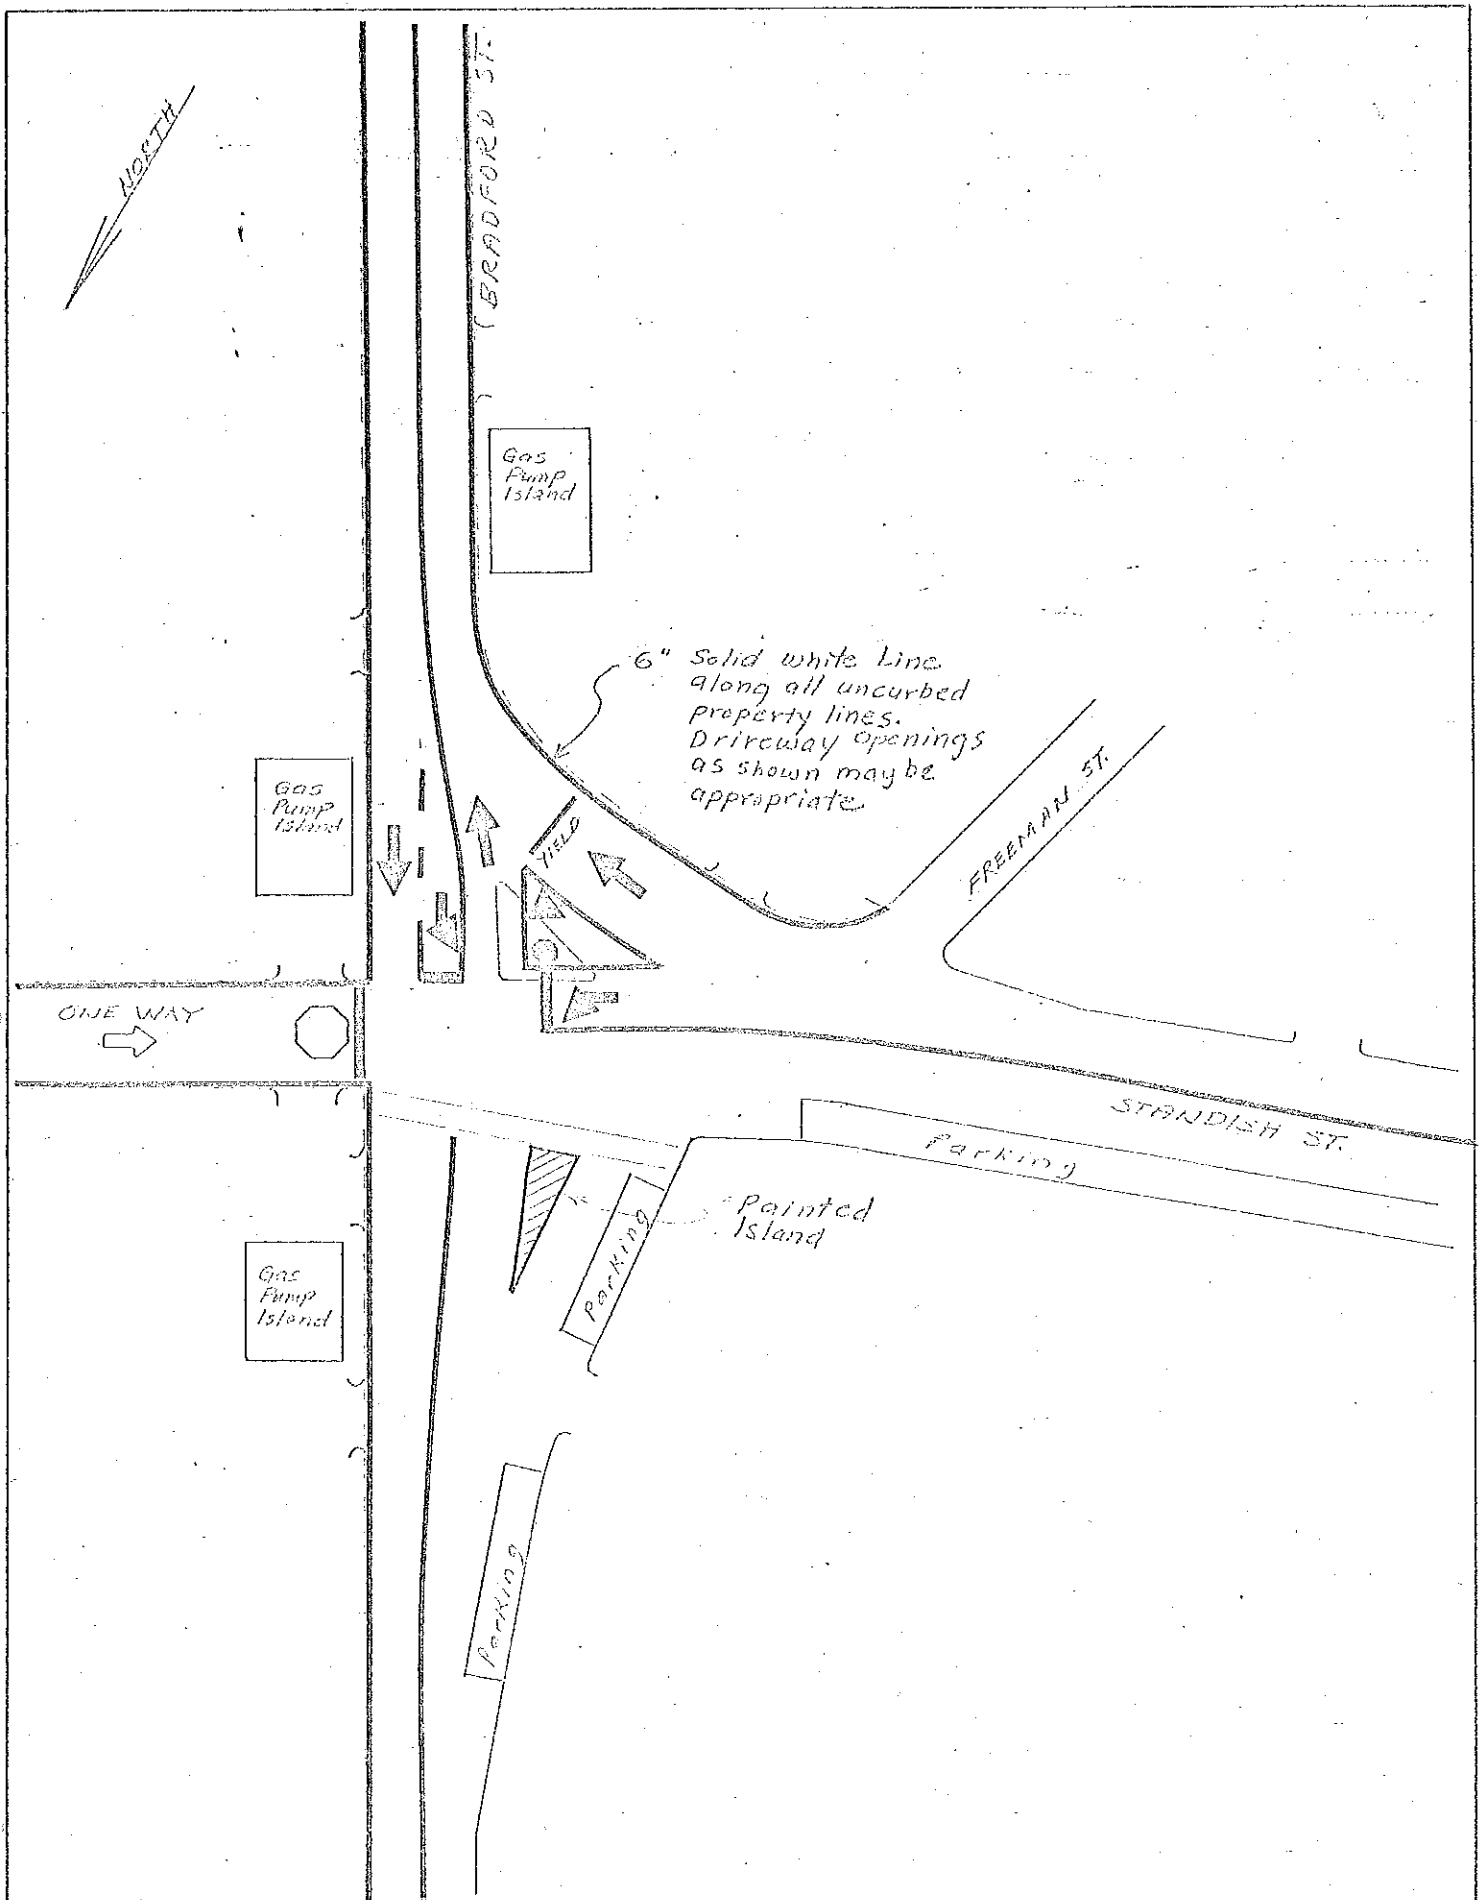 NORTH
BRADFORD ST.
Gas
Pump
Island
6" Solid white Line
along all uncurbed
property lines.
Drireway openings
as shown may be
appropriate
Gas
Pump
Island
YIELD
FREEMAN ST.
ONE WAY
STANDISH ST.
Parking
Painted
Island
Parking
Gas
Pump
Island
Parking